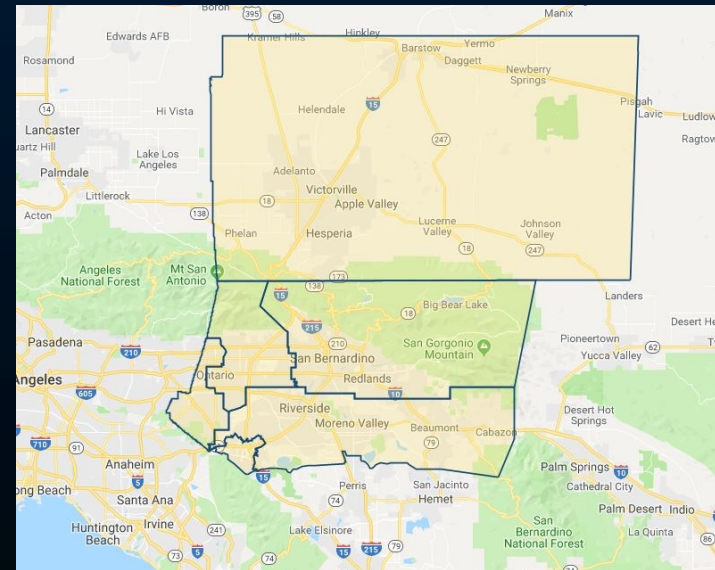 Boron
395
58
Manix
Edwards AFB
Kramer Hills
Hinkley
Barstow
Yermo
Daggett
Rosamond
Newberry
Springs
Pisgah
Lavic
Ludlow
14
Hi Vista
Helendale
15
Ragtow
Lancaster
247
uartz Hill
Lake Los
Angeles
Palmdale
Adelanto
Victorville
Littlerock
18
Apple Valley
Acton
138
Lucerne
Valley
Johnson
Valley
Phelan
Hesperia
18
247
Angeles
National Forest
Mt San
Antonio
173
138
15
Landers
18
Big Bear Lake
215
Pasadena
210
210
San Gorgonio
Mountain
Pioneertown
Desert He
62
Yucca Valley
San Bernardino
Angeles
Ontario
Redlands
605
10
Riverside
Desert Hot
Springs
Moreno Valley
Beaumont
Cabazon
710
91
79
Anaheim
5
15
Palm Springs
10
Perris
San Jacinto
Cathedral City
ong Beach
Santa Ana
74
Hemet
Palm Desert
Indio
Huntington
Beach
Irvine
241
Lake Elsinore
San
Bernardino
National Forest
La Quinta
86
73
5
74
15
215
79